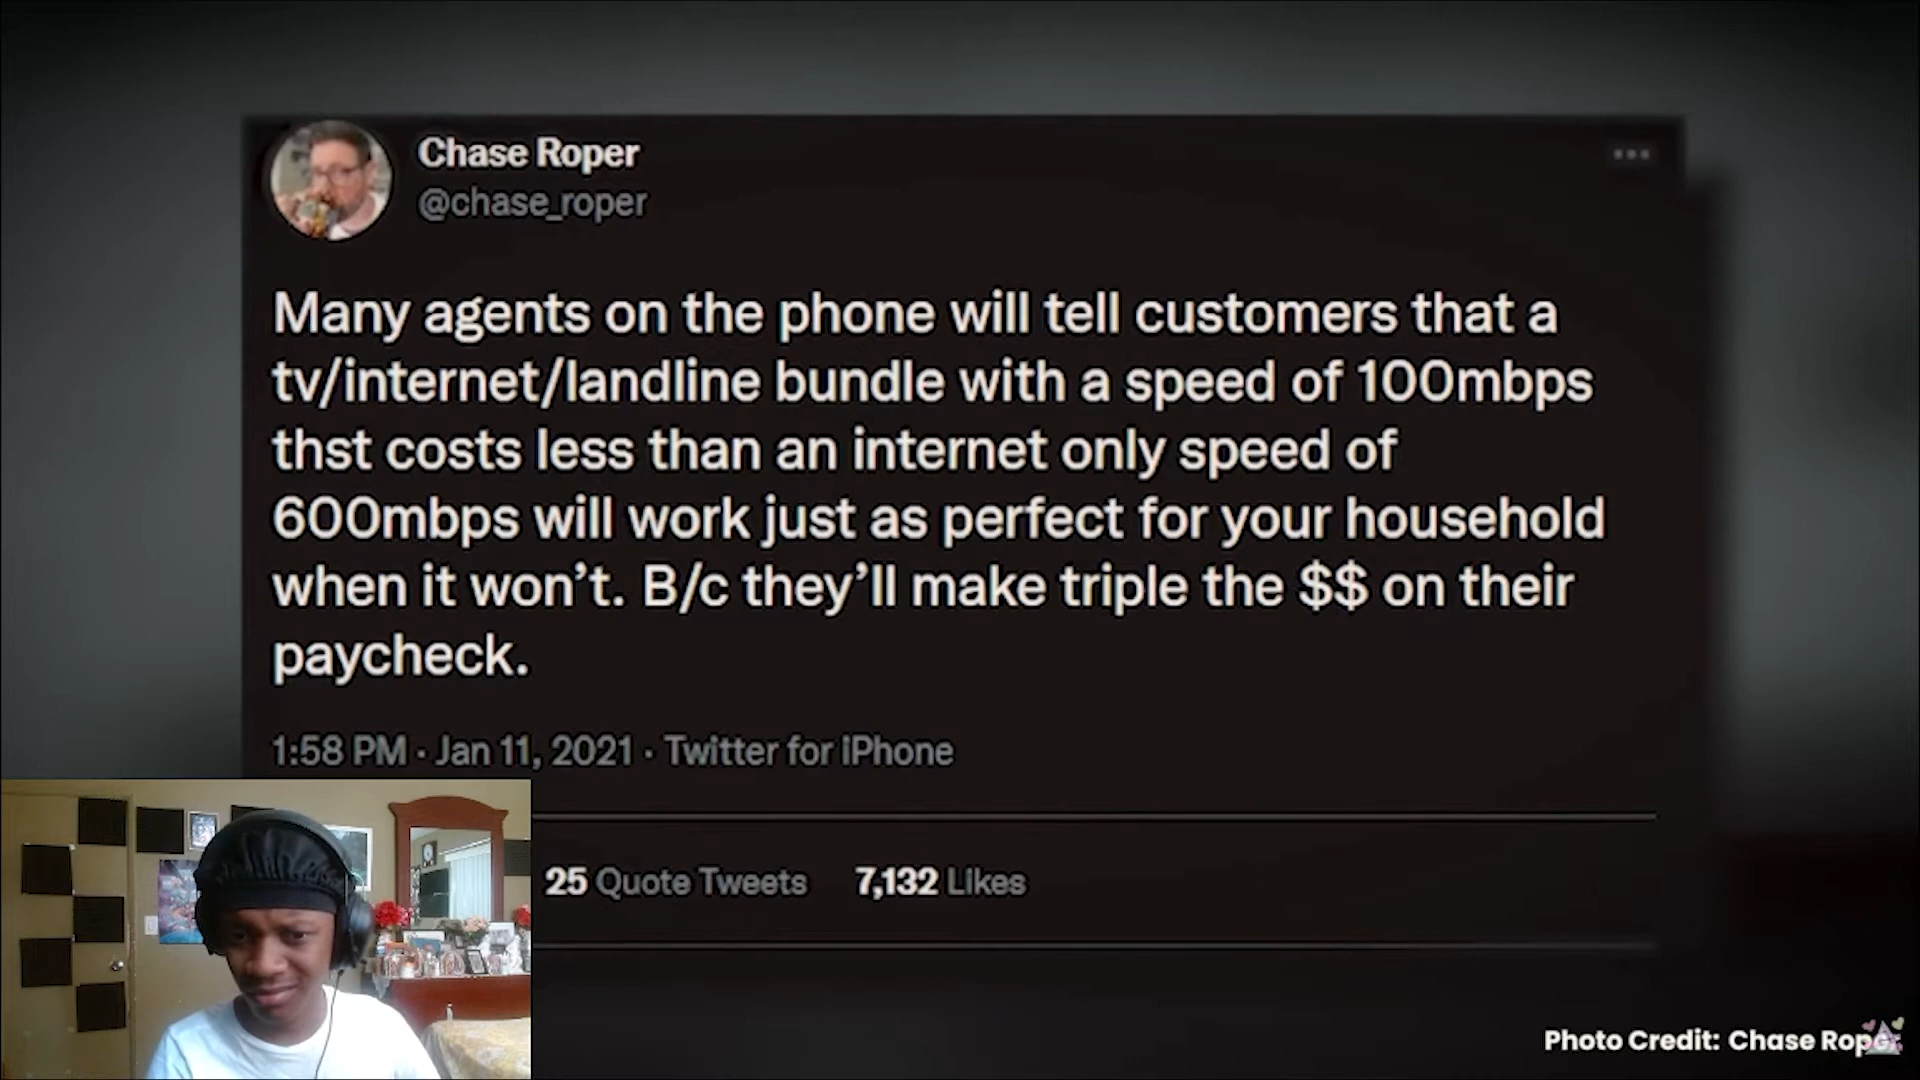 Chase Roper
@chase_roper
Many agents on the phone will tell customers that a
tv/internet/landline bundle with a speed of 100mbps
thst costs less than an internet only speed of
600mbps will work just as perfect for your household
when it won’t. B/c they’ll make triple the $$ on their
paycheck.
1:58 PM · Jan 11, 2021 · Twitter for iPhone
25 Quote Tweets 7,132 Likes
Photo Credit: Chase Roper